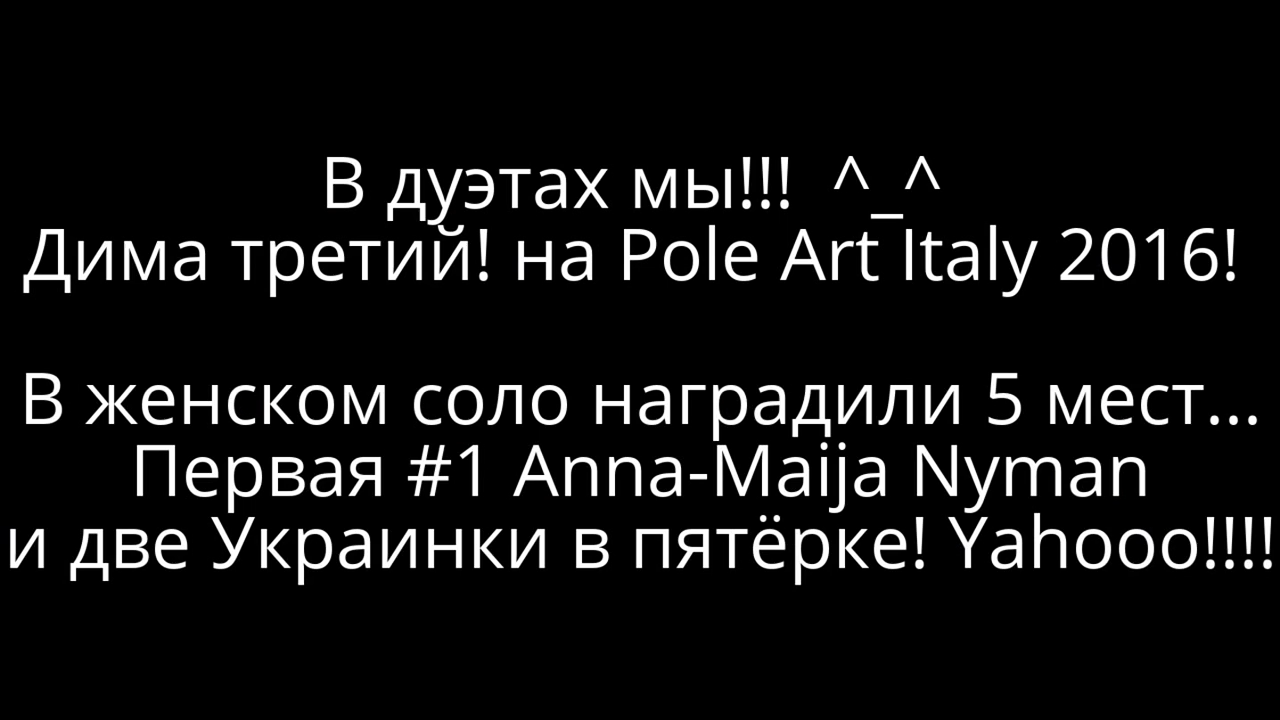 В дуэтах мы!!! ^_^
Дима третий! на Pole Art Italy 2016!
В женском соло наградили 5 мест...
Первая #1 Anna-Maija Nyman
и две Украинки в пятёрке! Yahooo!!!!